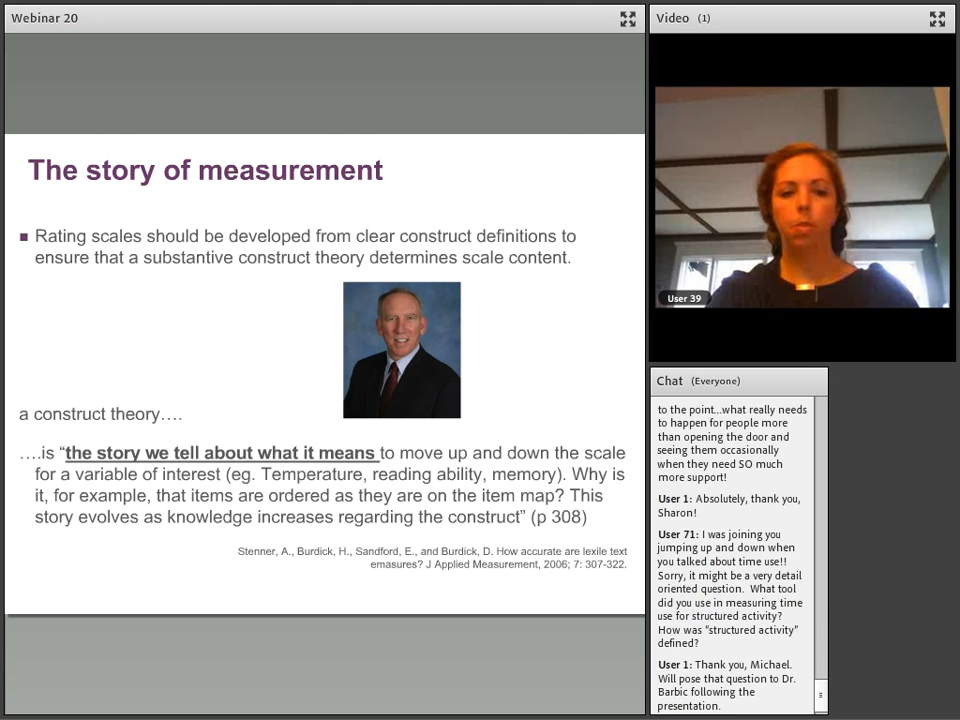 Webinar 20
The story of measurement
■ Rating scales should be developed from clear construct definitions to
ensure that a substantive construct theory determines scale content.
a construct theory….
….is “the story we tell about what it means to move up and down the scale
for a variable of interest (eg. Temperature, reading ability, memory). Why is
it, for example, that items are ordered as they are on the item map? This
story evolves as knowledge increases regarding the construct” (p 308)
Stenner, A., Burdick, H., Sandford, E., and Burdick, D. How accurate are lexile text
emasures? J Applied Measurement, 2006; 7: 307-322.
Video (1)
User 39
Chat (Everyone)
to the point...what really needs
to happen for people more
than opening the door and
seeing them occasionally
when they need SO much
more support!
User 1: Absolutely, thank you,
Sharon!
User 71: I was joining you
jumping up and down when
you talked about time use!!
Sorry, it might be a very detail
oriented question. What tool
did you use in measuring time
use for structured activity?
How was "structured activity"
defined?
User 1: Thank you, Michael.
Will pose that question to Dr.
Barbic following the
presentation.